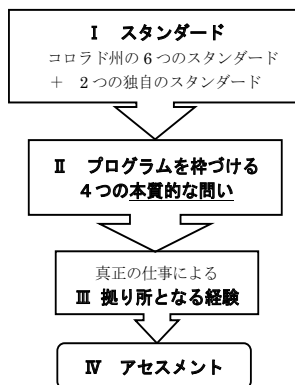 Ⅰ スタンダード
コロラド州の6つのスタンダード
＋ 2つの独自のスタンダード
Ⅱ プログラムを枠づける
4つの本質的な問い
真正の仕事による
Ⅲ 拠り所となる経験
Ⅳ アセスメント